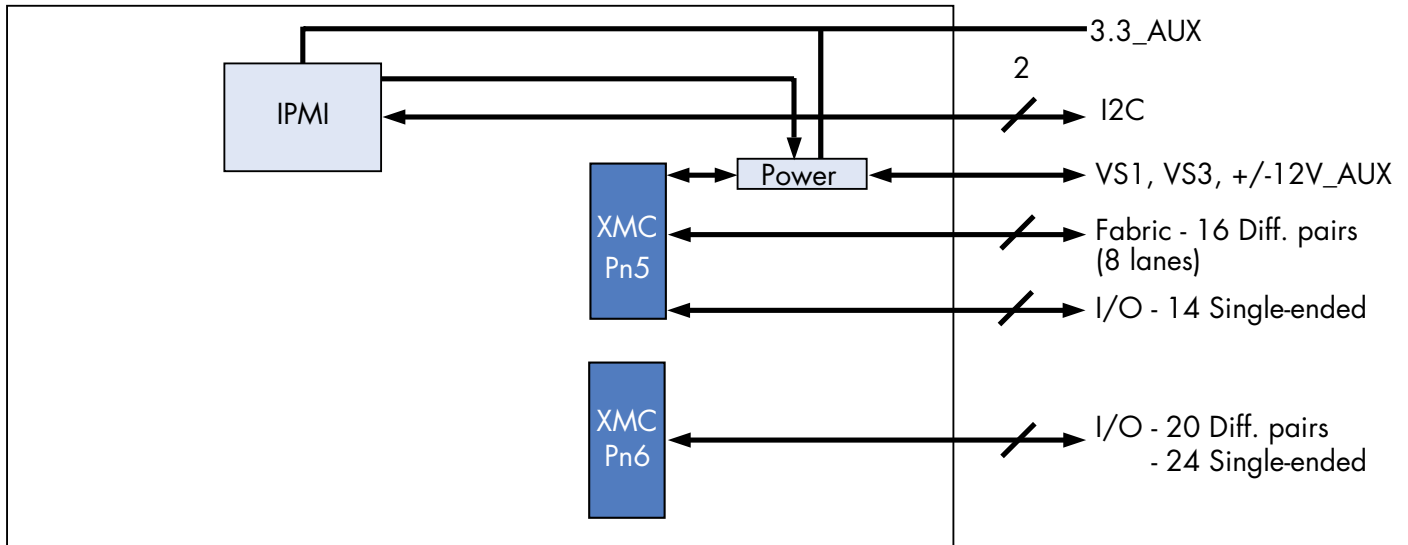 3.3_AUX
2
IPMI
I2C
Power
VS1, VS3, +/-12V_AUX
XMC
Pn5
Fabric - 16 Diff. pairs
(8 lanes)
I/O - 14 Single-ended
XMC
Pn6
I/O - 20 Diff. pairs
- 24 Single-ended